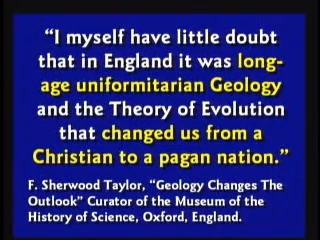 “I myself have little doubt
that in England it was long-
age uniformitarian Geology
and the Theory of Evolution
that changed us from a
Christian to a pagan nation.”
F. Sherwood Taylor, “Geology Changes The
Outlook” Curator of the Museum of the
History of Science, Oxford, England.